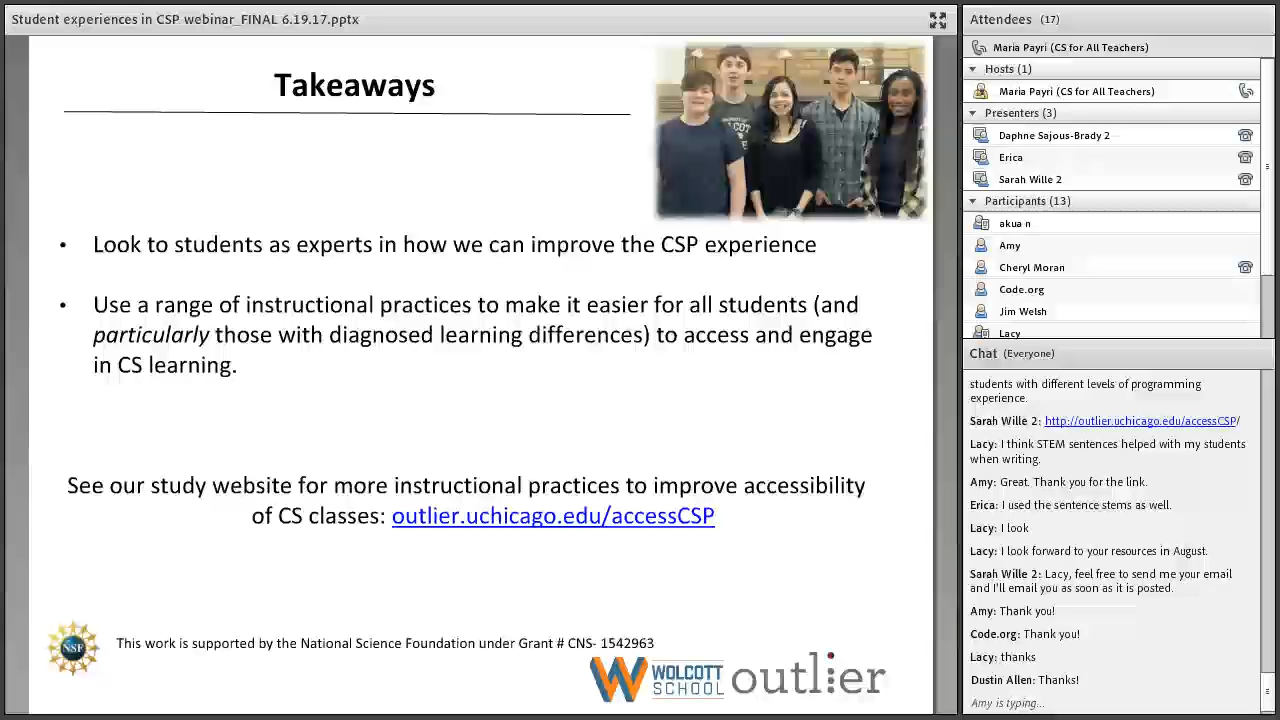 Student experiences in CSP webinar_FINAL 6.19.17.pptx
Takeaways
• Look to students as experts in how we can improve the CSP experience
• Use a range of instructional practices to make it easier for all students (and
particularly those with diagnosed learning differences) to access and engage
in CS learning.
See our study website for more instructional practices to improve accessibility
of CS classes: outlier.uchicago.edu/accessCSP
NSF
This work is supported by the National Science Foundation under Grant # CNS- 1542963
WOLCOTT
SCHOOL
outlier
Attendees (17)
Maria Payri (CS for All Teachers)
Hosts (1)
Maria Payri (CS for All Teachers)
Presenters (3)
Daphne Sajous-Brady 2
Erica
Sarah Wille 2
Participants (13)
akua n
Amy
Cheryl Moran
Code.org
Jim Welsh
Lacy
Chat (Everyone)
students with different levels of programming
experience.
Sarah Wille 2: http://outlier.uchicago.edu/accessCSP/
Lacy: I think STEM sentences helped with my students
when writing.
Amy: Great. Thank you for the link.
Erica: I used the sentence stems as well.
Lacy: I look
Lacy: I look forward to your resources in August.
Sarah Wille 2: Lacy, feel free to send me your email
and I'll email you as soon as it is posted.
Amy: Thank you!
Code.org: Thank you!
Lacy: thanks
Dustin Allen: Thanks!
Amy is typing...